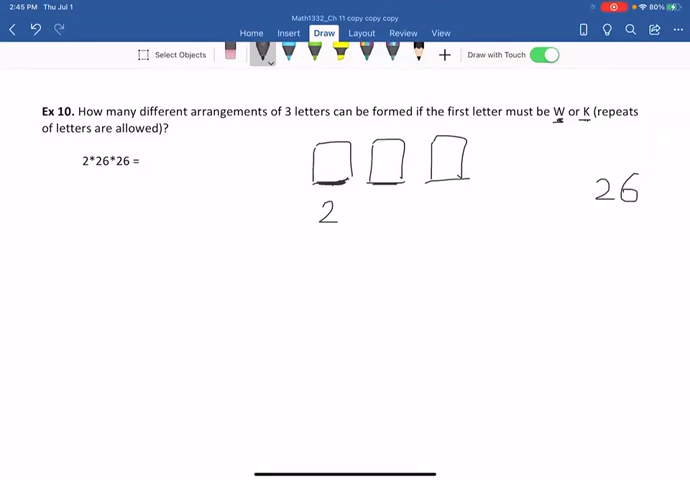 2:45 PM Thu Jul 1
80%
Math1332_Ch 11 copy copy copy
Home Insert Draw Layout Review View
Select Objects
Draw with Touch
Ex 10. How many different arrangements of 3 letters can be formed if the first letter must be W or K (repeats
of letters are allowed)?
2*26*26 =
26
2